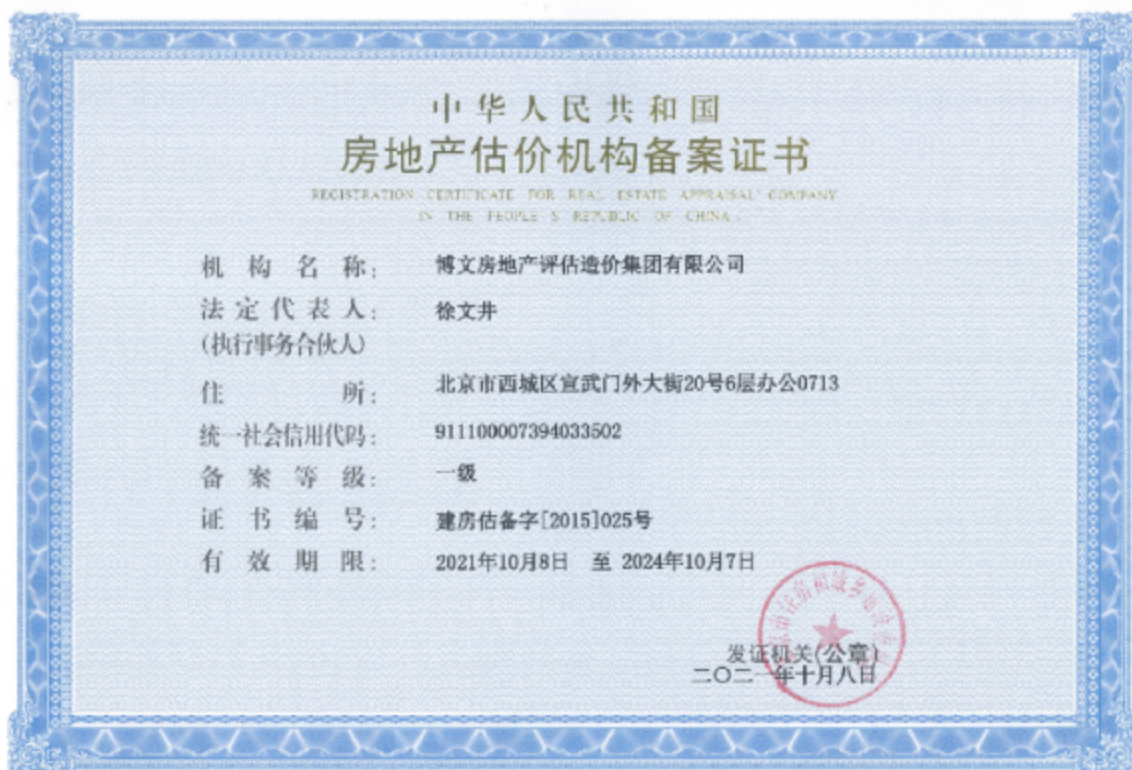 中华人民共和国
房地产估价机构备案证书
REGISTRATION CERTIFICATE FOR REAL ESTATE APPRAISAL COMPANY
IN THE PEOPLE S REPUBLIC OF CHINA
机构名称： 博文房地产评估造价集团有限公司
法定代表人： 徐文井
(执行事务合伙人)
住所： 北京市西城区宣武门外大街20号6层办公0713
统一社会信用代码： 911100007394033502
备案等级： 一级
证书编号： 建房估备字[2015]025号
有效期限： 2021年10月8日 至 2024年10月7日
发证机关(公章)
二〇二一年十月八日